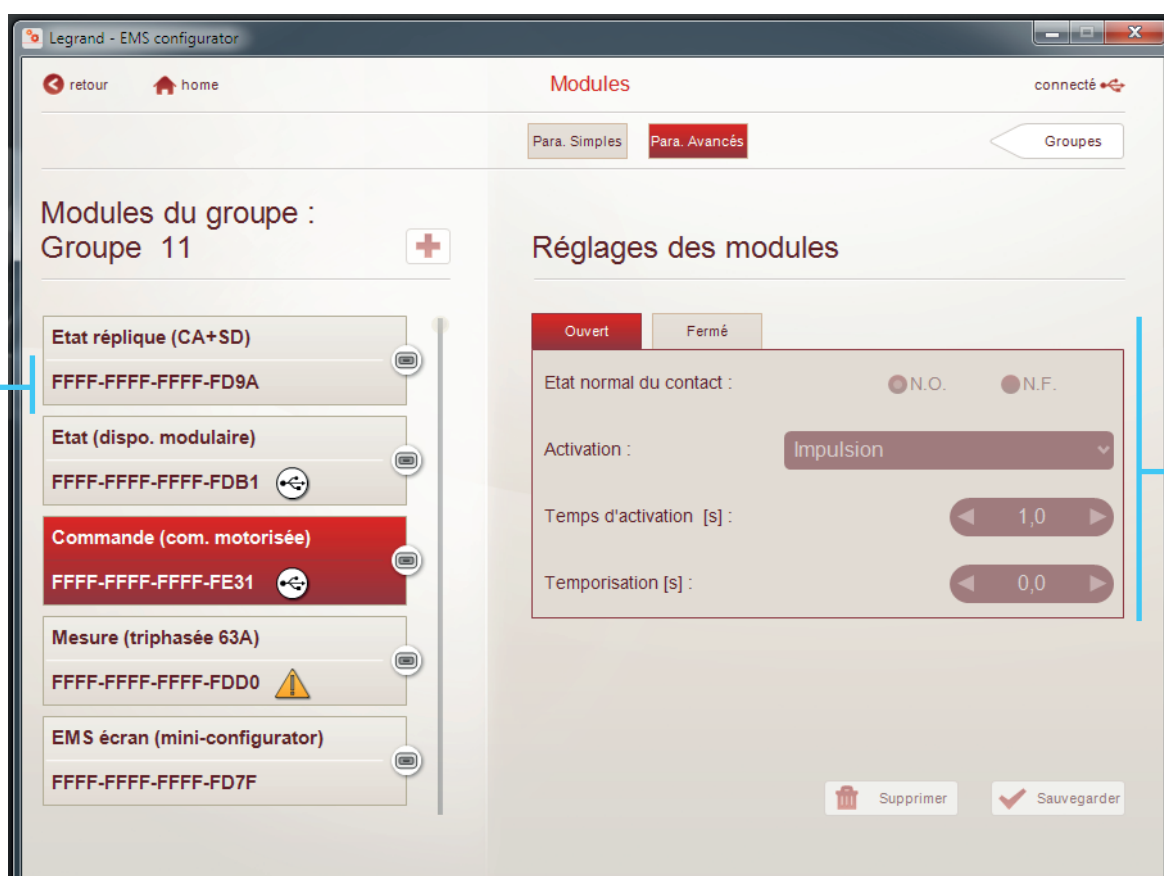 Legrand - EMS configurator
retour
home
Modules
connecté
Para. Simples
Para. Avancés
Groupes
Modules du groupe :
Groupe 11
Réglages des modules
Etat réplique (CA+SD)
FFFF-FFFF-FFFF-FD9A
Etat (dispo. modulaire)
FFFF-FFFF-FFFF-FDB1
Commande (com. motorisée)
FFFF-FFFF-FFFF-FE31
Mesure (triphasée 63A)
FFFF-FFFF-FFFF-FDD0
EMS écran (mini-configurator)
FFFF-FFFF-FFFF-FD7F
Ouvert
Fermé
Etat normal du contact : N.O. N.F.
Activation : Impulsion
Temps d'activation [s] : 1,0
Temporisation [s] : 0,0
Supprimer
Sauvegarder